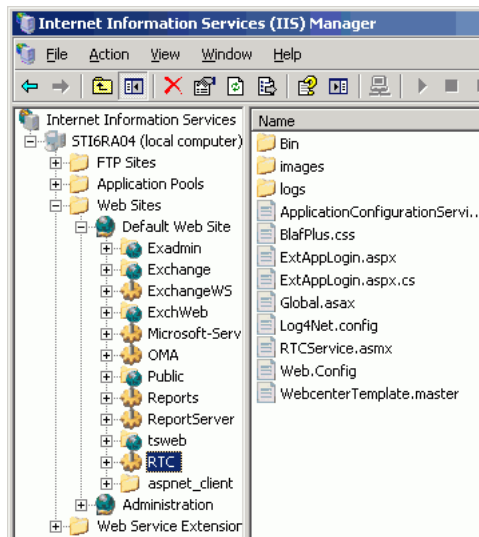 Internet Information Services (IIS) Manager
File Action View Window Help
Internet Information Services
STI6RA04 (local computer)
FTP Sites
Application Pools
Web Sites
Default Web Site
Exadmin
Exchange
ExchangeWS
ExchWeb
Microsoft-Serv
OMA
Public
Reports
ReportServer
tsweb
RTC
aspnet_client
Administration
Web Service Extension
Name
Bin
images
logs
ApplicationConfigurationServi...
BlafPlus.css
ExtAppLogin.aspx
ExtAppLogin.aspx.cs
Global.asax
Log4Net.config
RTCService.asmx
Web.Config
WebcenterTemplate.master